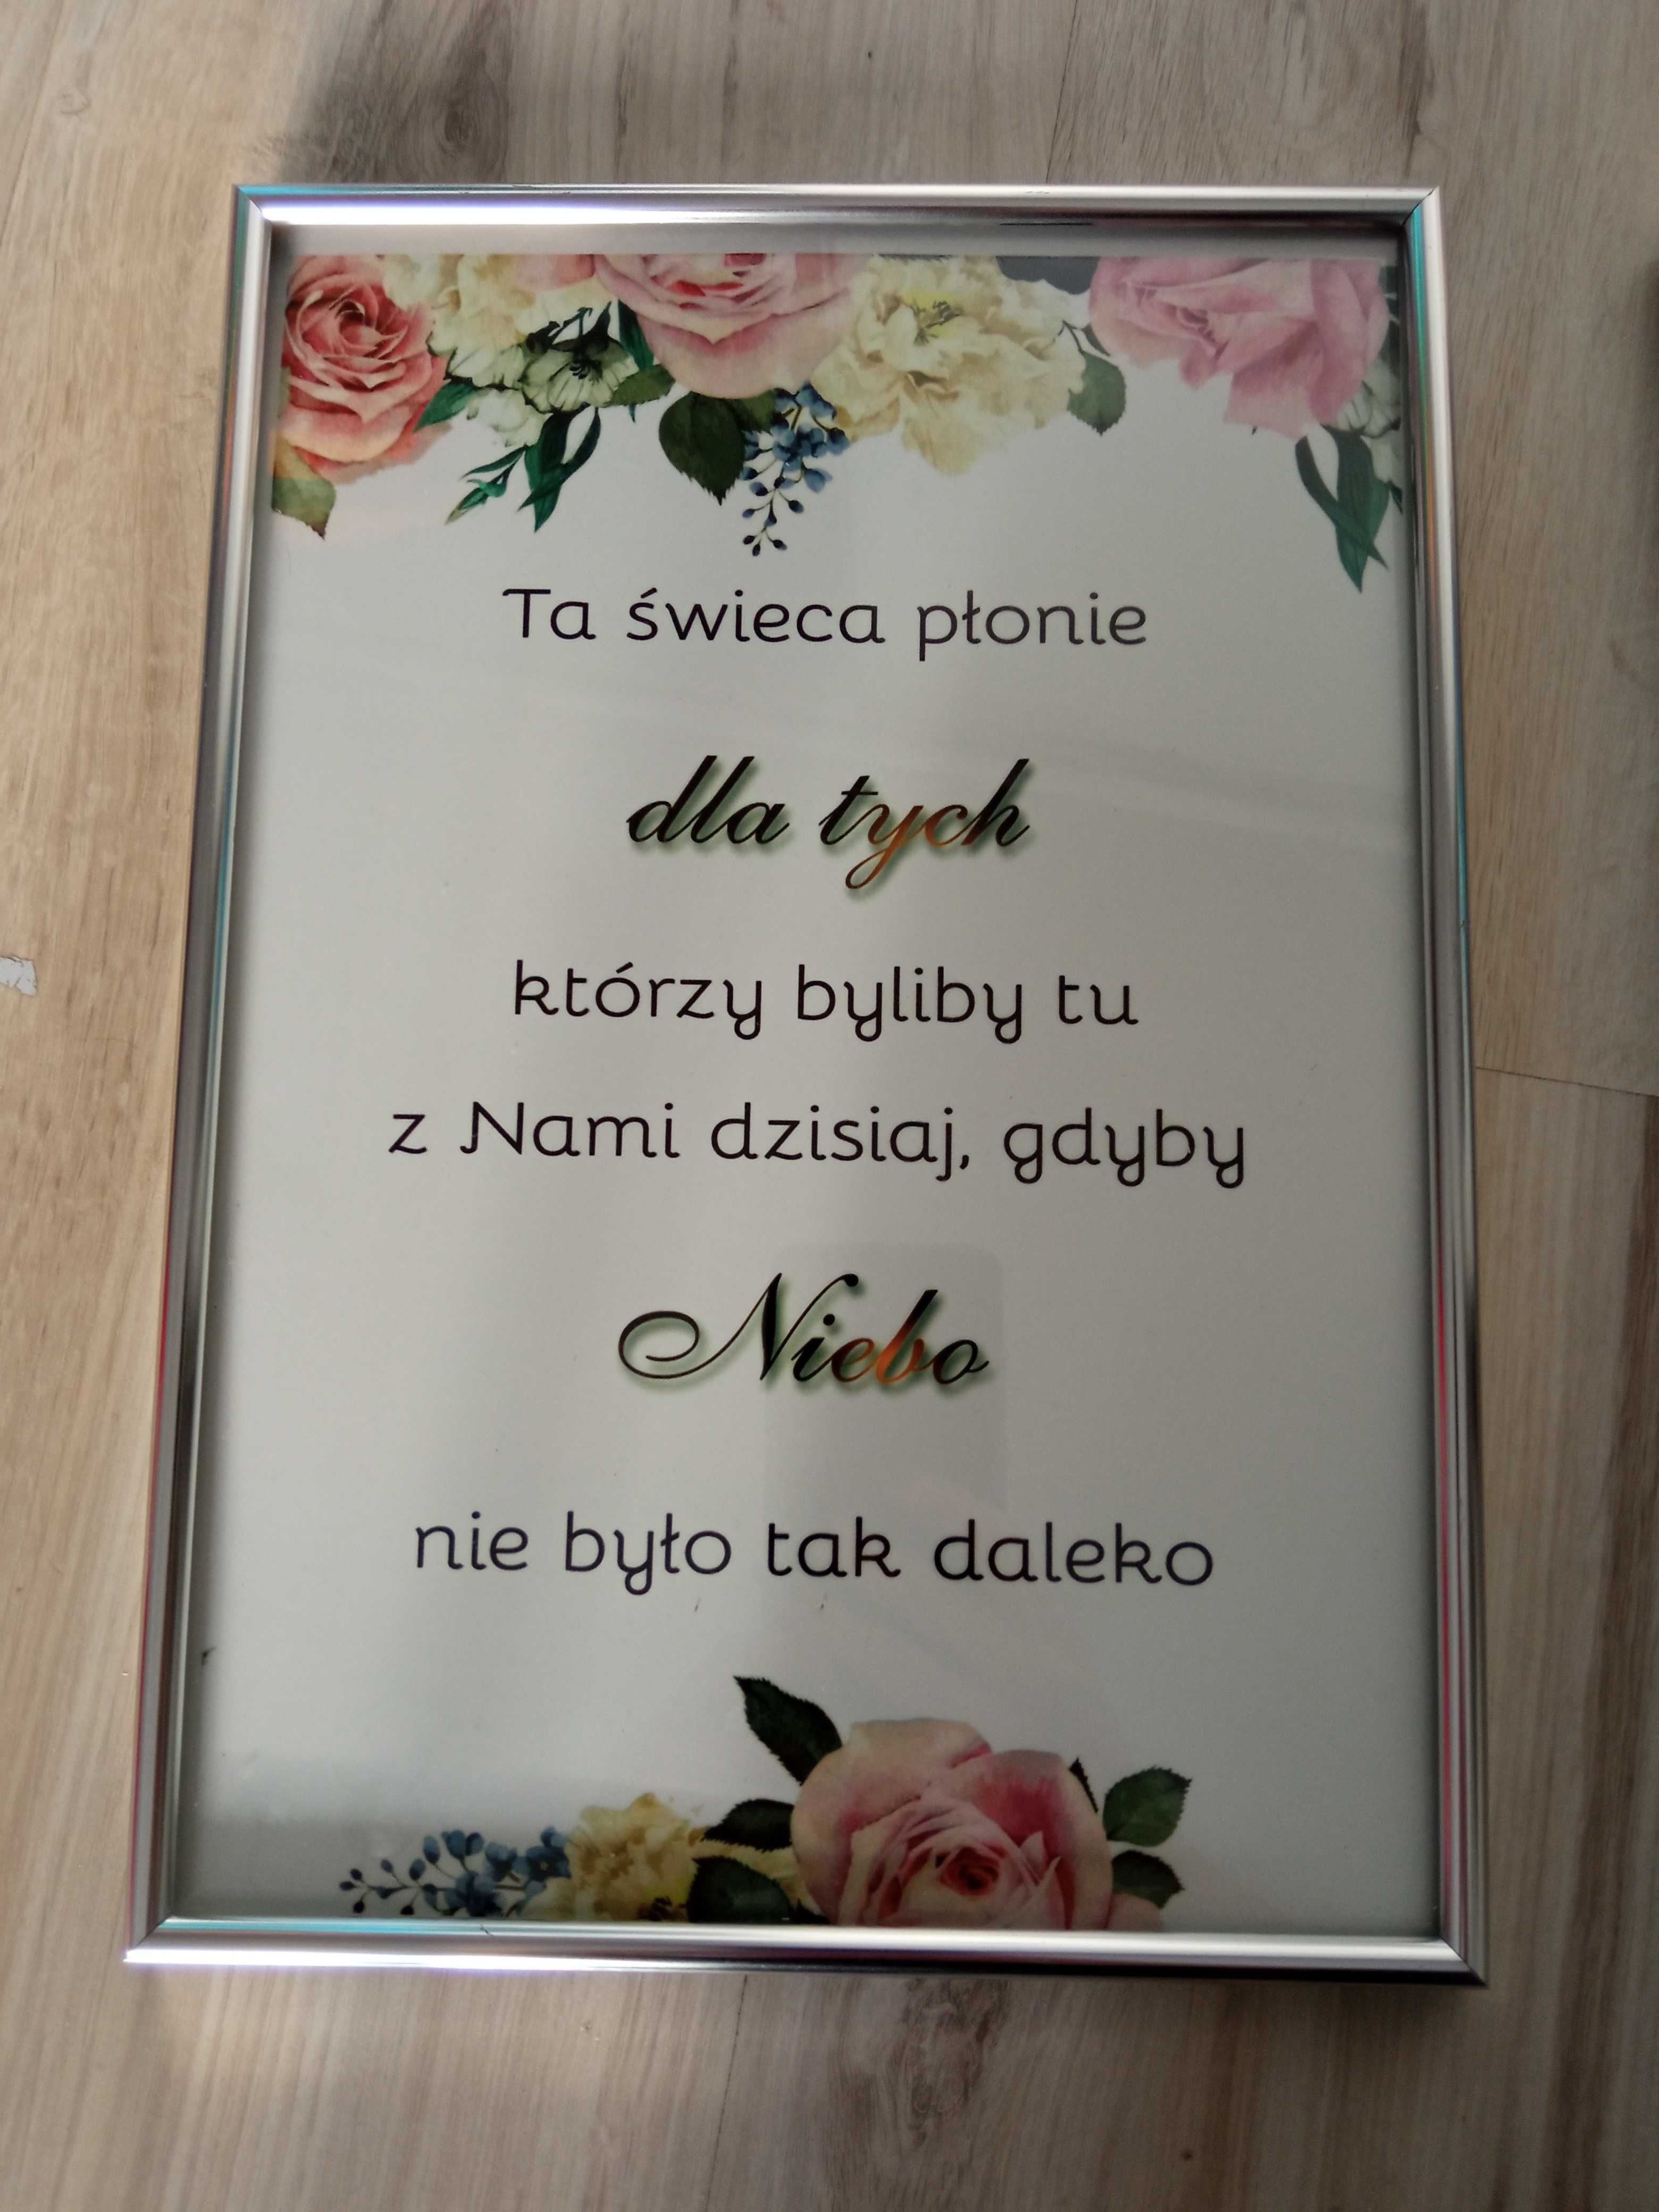 Ta świeca płonie
dla tych
którzy byliby tu
z Nami dzisiaj, gdyby
Niebo
nie było tak daleko